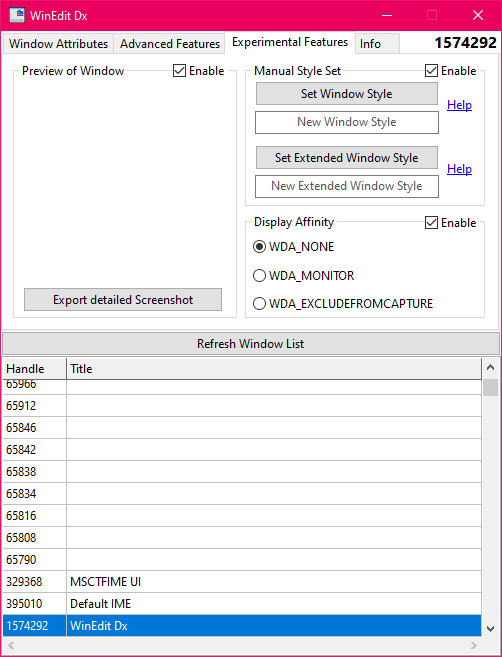 WinEdit Dx
Window Attributes Advanced Features Experimental Features Info 1574292
Preview of Window Enable
Export detailed Screenshot
Manual Style Set Enable
Set Window Style
Help
New Window Style
Set Extended Window Style
Help
New Extended Window Style
Display Affinity Enable
WDA_NONE
WDA_MONITOR
WDA_EXCLUDEFROMCAPTURE
Refresh Window List
Handle Title
65966
65912
65846
65842
65838
65834
65816
65808
65790
329368 MSCTFIME UI
395010 Default IME
1574292 WinEdit Dx